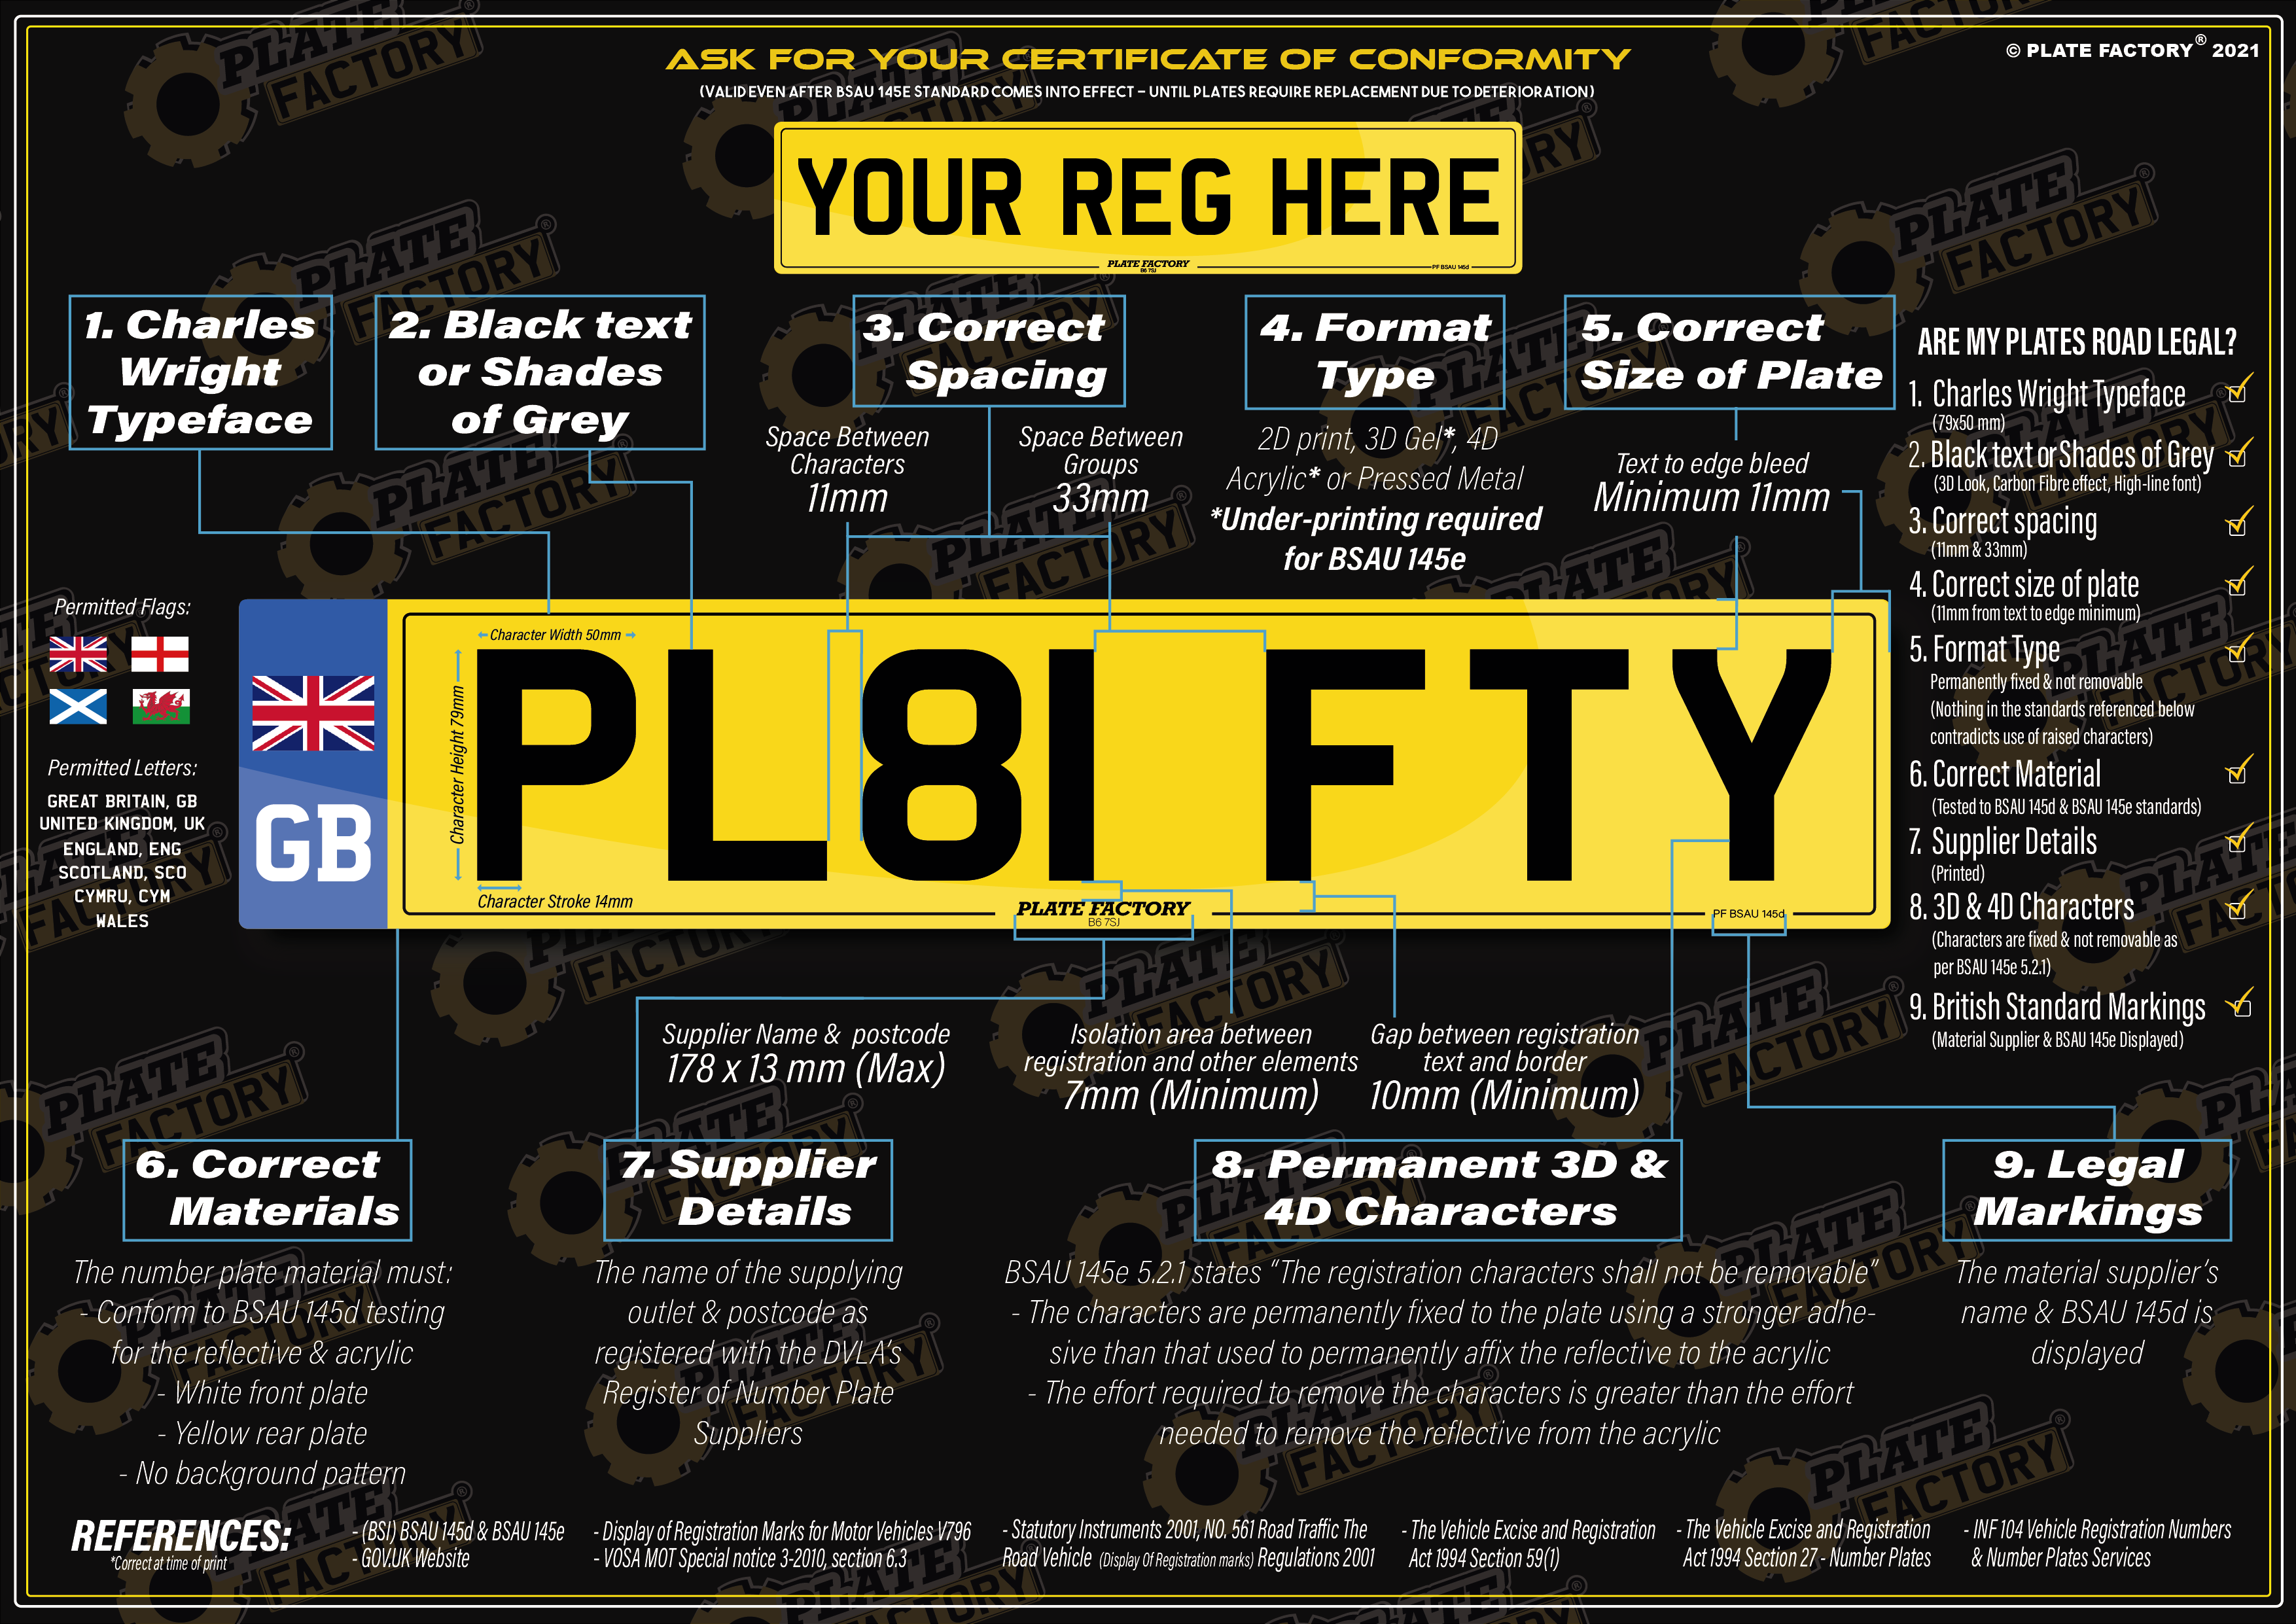 ASK FOR YOUR CERTIFICATE OF CONFORMITY
(VALID EVEN AFTER BSAU 145E STANDARD COMES INTO EFFECT – UNTIL PLATES REQUIRE REPLACEMENT DUE TO DETERIORATION)
© PLATE FACTORY® 2021
YOUR REG HERE
PLATE FACTORY
B6 7SJ
PF BSAU 145d
1. Charles
Wright
Typeface
2. Black text
or Shades
of Grey
3. Correct
Spacing
Space Between
Characters
11mm
Space Between
Groups
33mm
4. Format
Type
2D print, 3D Gel*, 4D
Acrylic* or Pressed Metal
*Under-printing required
for BSAU 145e
5. Correct
Size of Plate
Text to edge bleed
Minimum 11mm
ARE MY PLATES ROAD LEGAL?
1. Charles Wright Typeface
(79x50 mm)
2. Black text or Shades of Grey
(3D Look, Carbon Fibre effect, High-line font)
3. Correct spacing
(11mm & 33mm)
4. Correct size of plate
(11mm from text to edge minimum)
5. Format Type
Permanently fixed & not removable
(Nothing in the standards referenced below
contradicts use of raised characters)
6. Correct Material
(Tested to BSAU 145d & BSAU 145e standards)
7. Supplier Details
(Printed)
8. 3D & 4D Characters
(Characters are fixed & not removable as
per BSAU 145e 5.2.1)
9. British Standard Markings
(Material Supplier & BSAU 145e Displayed)
Permitted Flags:
Permitted Letters:
GREAT BRITAIN, GB
UNITED KINGDOM, UK
ENGLAND, ENG
SCOTLAND, SCO
CYMRU, CYM
WALES
GB
Character Width 50mm
Character Height 79mm
PL81 FTY
Character Stroke 14mm
PLATE FACTORY
B6 7SJ
PF BSAU 145d
Supplier Name & postcode
178 x 13 mm (Max)
Isolation area between
registration and other elements
7mm (Minimum)
Gap between registration
text and border
10mm (Minimum)
6. Correct
Materials
The number plate material must:
- Conform to BSAU 145d testing
for the reflective & acrylic
- White front plate
- Yellow rear plate
- No background pattern
7. Supplier
Details
The name of the supplying
outlet & postcode as
registered with the DVLA's
Register of Number Plate
Suppliers
8. Permanent 3D &
4D Characters
BSAU 145e 5.2.1 states “The registration characters shall not be removable”
- The characters are permanently fixed to the plate using a stronger adhe-
sive than that used to permanently affix the reflective to the acrylic
- The effort required to remove the characters is greater than the effort
needed to remove the reflective from the acrylic
9. Legal
Markings
The material supplier's
name & BSAU 145d is
displayed
REFERENCES:
*Correct at time of print
- (BSI) BSAU 145d & BSAU 145e
- GOV.UK Website
- Display of Registration Marks for Motor Vehicles V796
- VOSA MOT Special notice 3-2010, section 6.3
- Statutory Instruments 2001, NO. 561 Road Traffic The
Road Vehicle (Display Of Registration marks) Regulations 2001
- The Vehicle Excise and Registration
Act 1994 Section 59(1)
- The Vehicle Excise and Registration
Act 1994 Section 27 - Number Plates
- INF 104 Vehicle Registration Numbers
& Number Plates Services